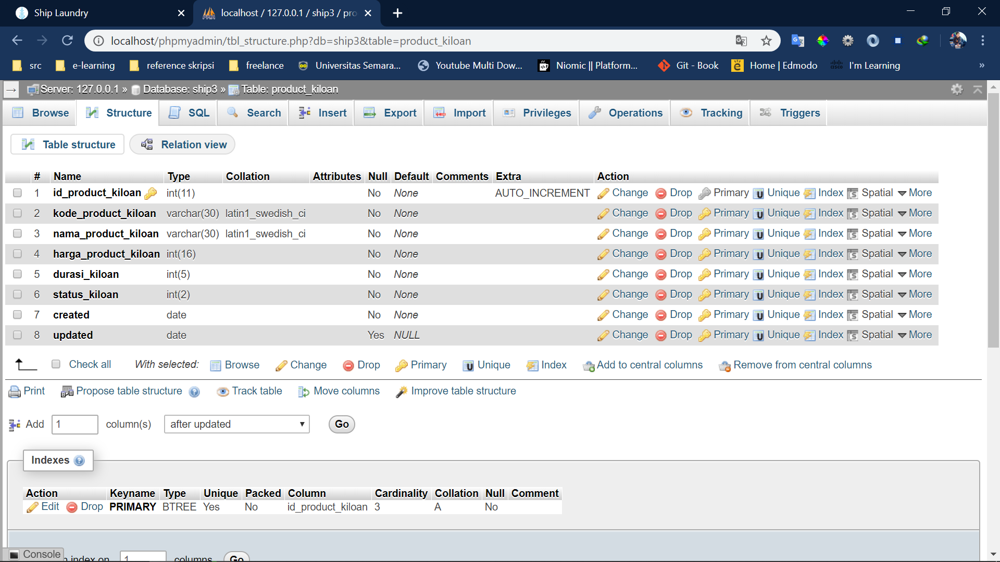 Ship Laundry
localhost / 127.0.0.1 / ship3 / pro
localhost/phpmyadmin/tbl_structure.php?db=ship3&table=product_kiloan
src e-learning reference skripsi freelance Universitas Semara... Youtube Multi Dow... Niomic || Platform... Git - Book Home | Edmodo I'm Learning »
Server: 127.0.0.1 » Database: ship3 » Table: product_kiloan
Browse Structure SQL Search Insert Export Import Privileges Operations Tracking Triggers
Table structure Relation view
# Name Type Collation Attributes Null Default Comments Extra Action
1 id_product_kiloan int(11) No None AUTO_INCREMENT Change Drop Primary Unique Index Spatial More
2 kode_product_kiloan varchar(30) latin1_swedish_ci No None Change Drop Primary Unique Index Spatial More
3 nama_product_kiloan varchar(30) latin1_swedish_ci No None Change Drop Primary Unique Index Spatial More
4 harga_product_kiloan int(16) No None Change Drop Primary Unique Index Spatial More
5 durasi_kiloan int(5) No None Change Drop Primary Unique Index Spatial More
6 status_kiloan int(2) No None Change Drop Primary Unique Index Spatial More
7 created date No None Change Drop Primary Unique Index Spatial More
8 updated date Yes NULL Change Drop Primary Unique Index Spatial More
Check all With selected: Browse Change Drop Primary Unique Index Add to central columns Remove from central columns
Print Propose table structure Track table Move columns Improve table structure
Add 1 column(s) after updated Go
Indexes
Action Keyname Type Unique Packed Column Cardinality Collation Null Comment
Edit Drop PRIMARY BTREE Yes No id_product_kiloan 3 A No
Console
index on 1 columns Go